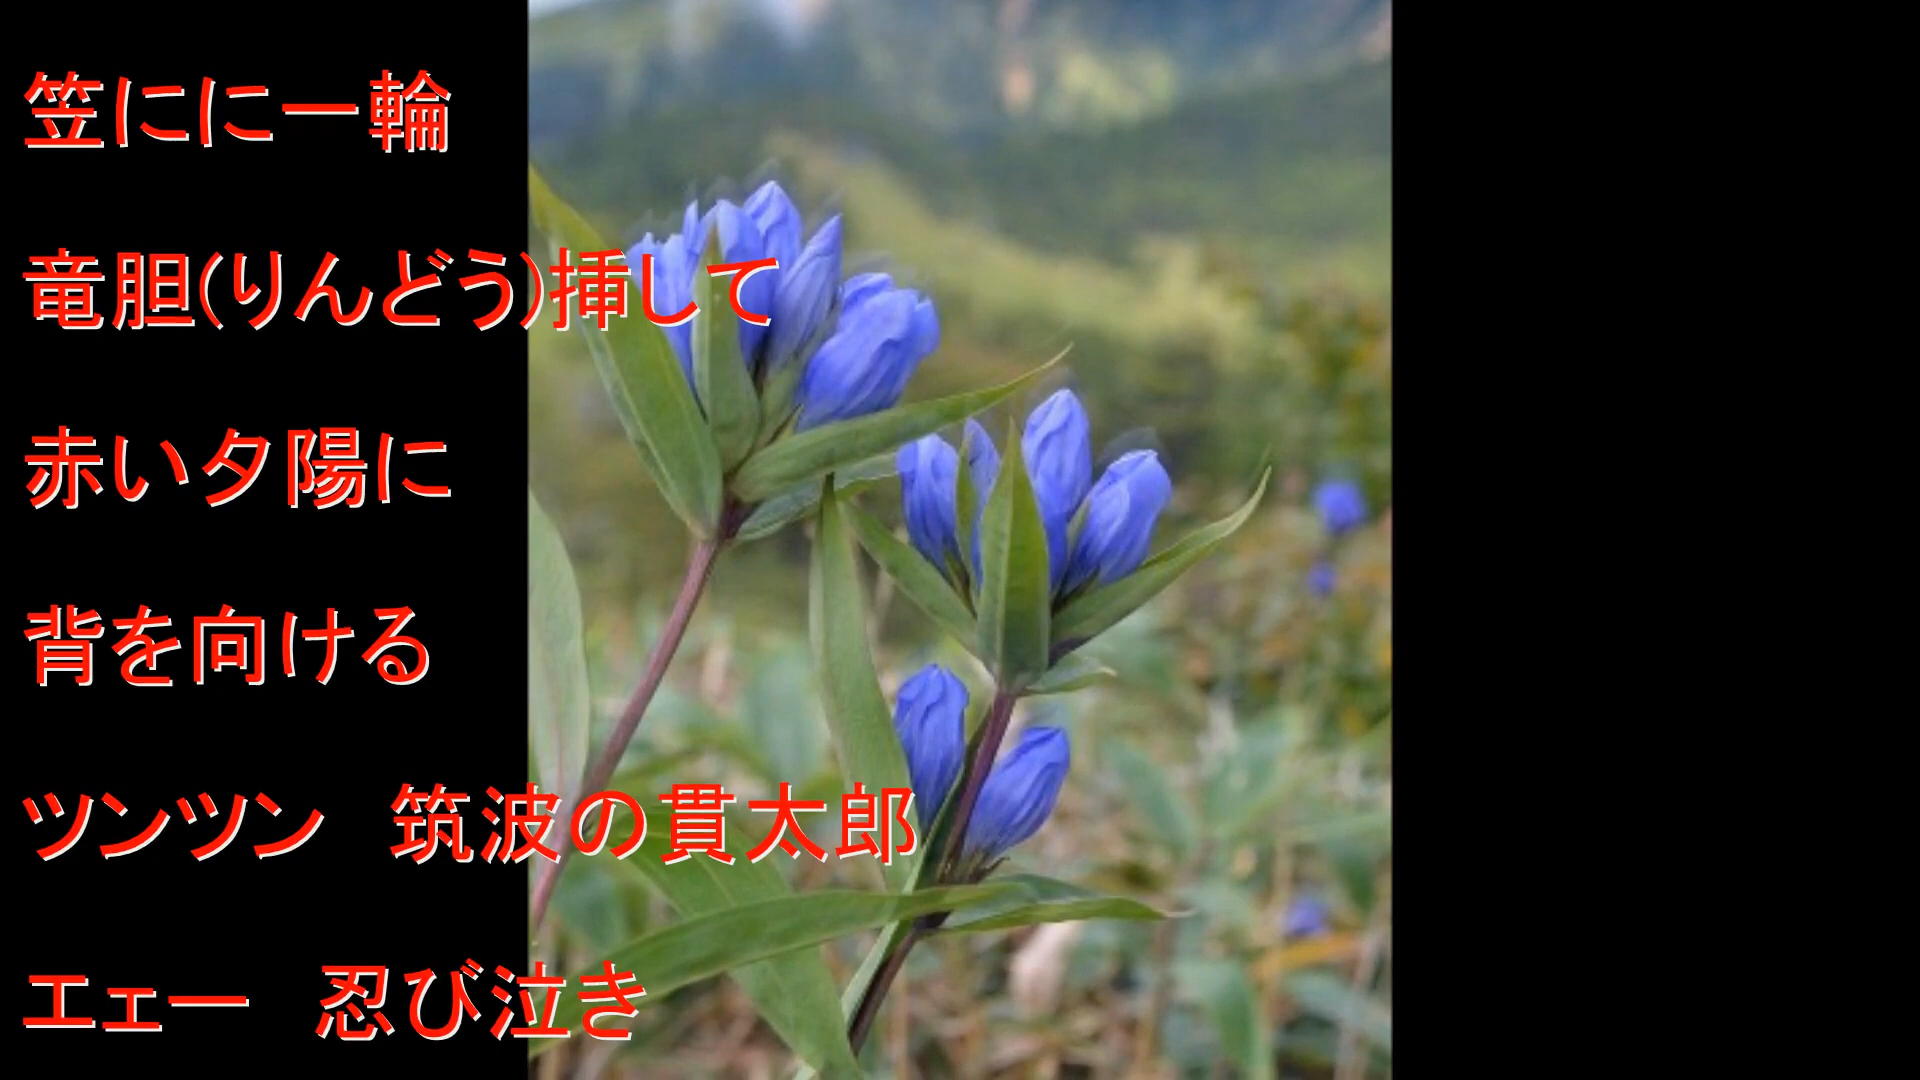 笠にに一輪
竜胆(りんどう)挿して
赤い夕陽に
背を向ける
ツンツン　筑波の貫太郎
エェー　忍び泣き